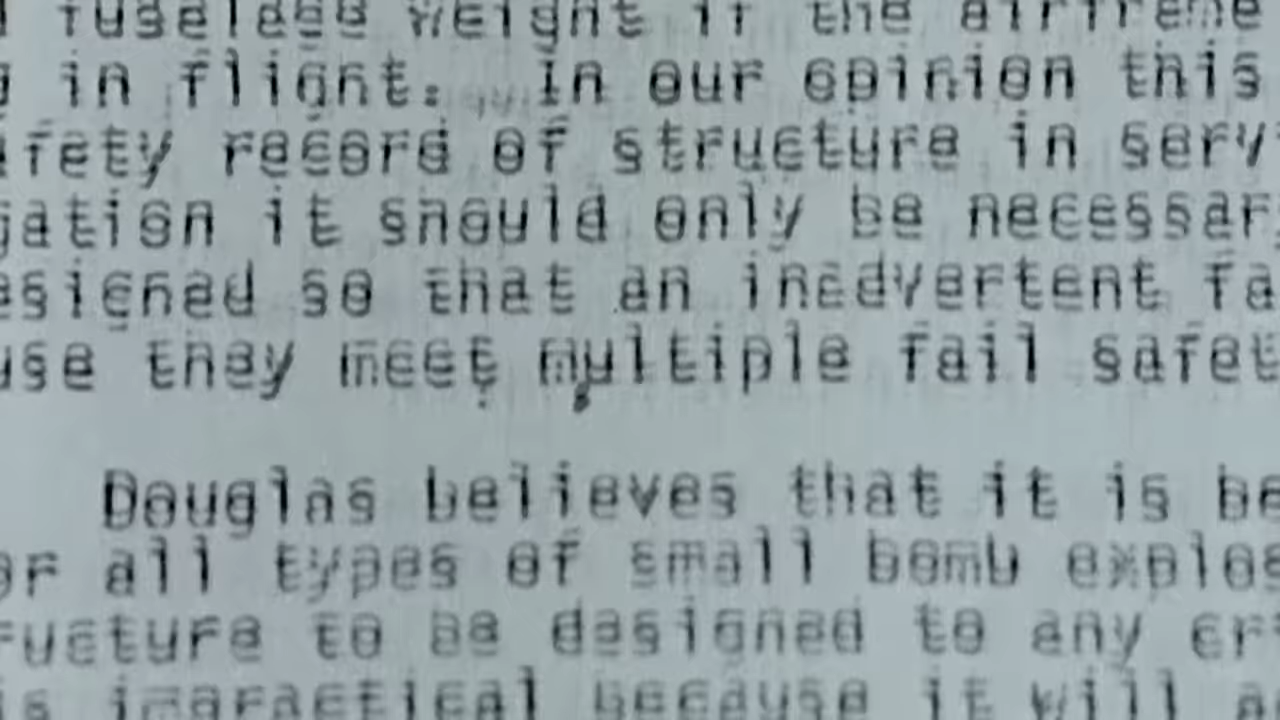 fuselage weight if the airframe
g in flight. In our opinion this
afety record of structure in serv
gation it should only be necessar
esigned so that an inadvertent fa
use they meet multiple fail safet
Douglas believes that it is be
or all types of small bomb explos
ructure to be designed to any cr
is impractical because it will a